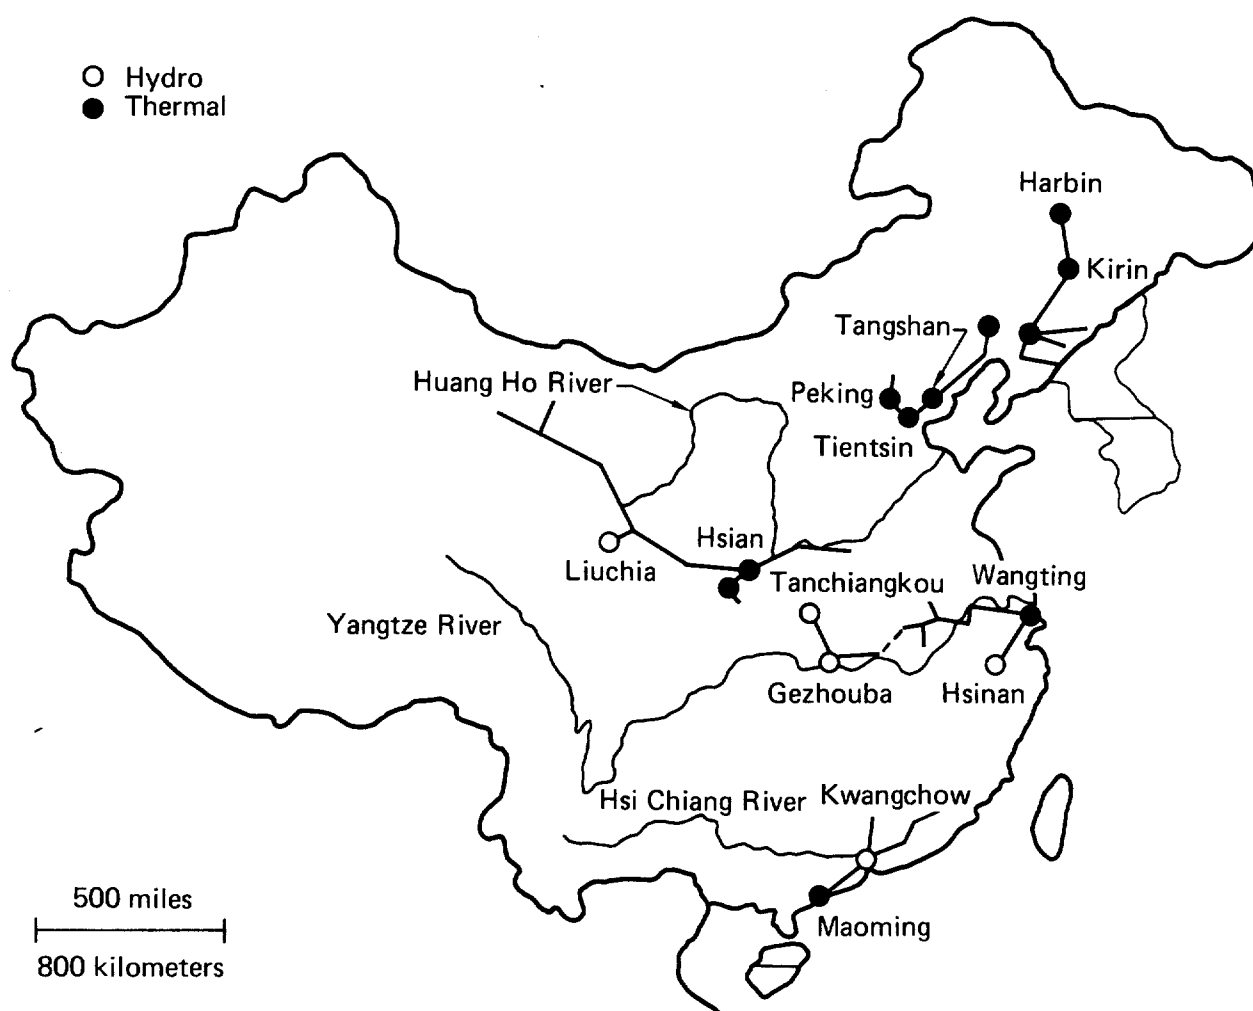 Hydro
Thermal
Harbin
Kirin
Tangshan
Huang Ho River
Peking
Tientsin
Hsian
Liuchia
Tanchiangkou
Wangting
Yangtze River
Gezhouba
Hsinan
Hsi Chiang River
Kwangchow
500 miles
800 kilometers
Maoming